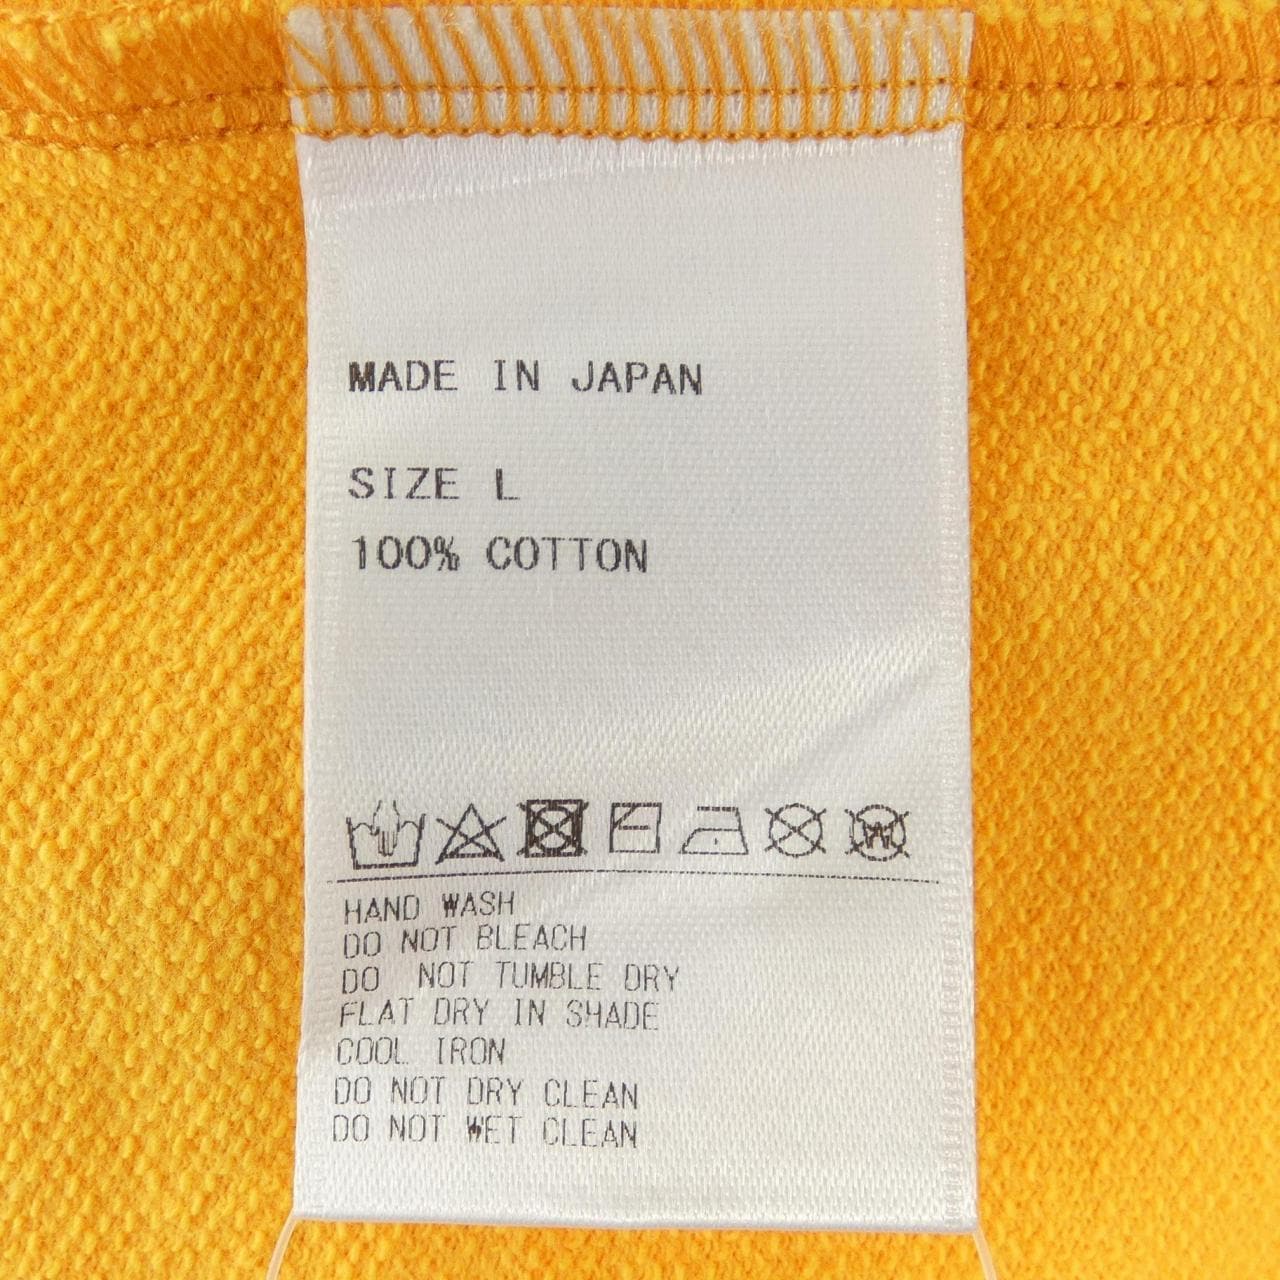 MADE IN JAPAN
SIZE L
100% COTTON
W
HAND WASH
DO NOT BLEACH
DO NOT TUMBLE DRY
FLAT DRY IN SHADE
COOL IRON
DO NOT DRY CLEAN
DO NOT WET CLEAN